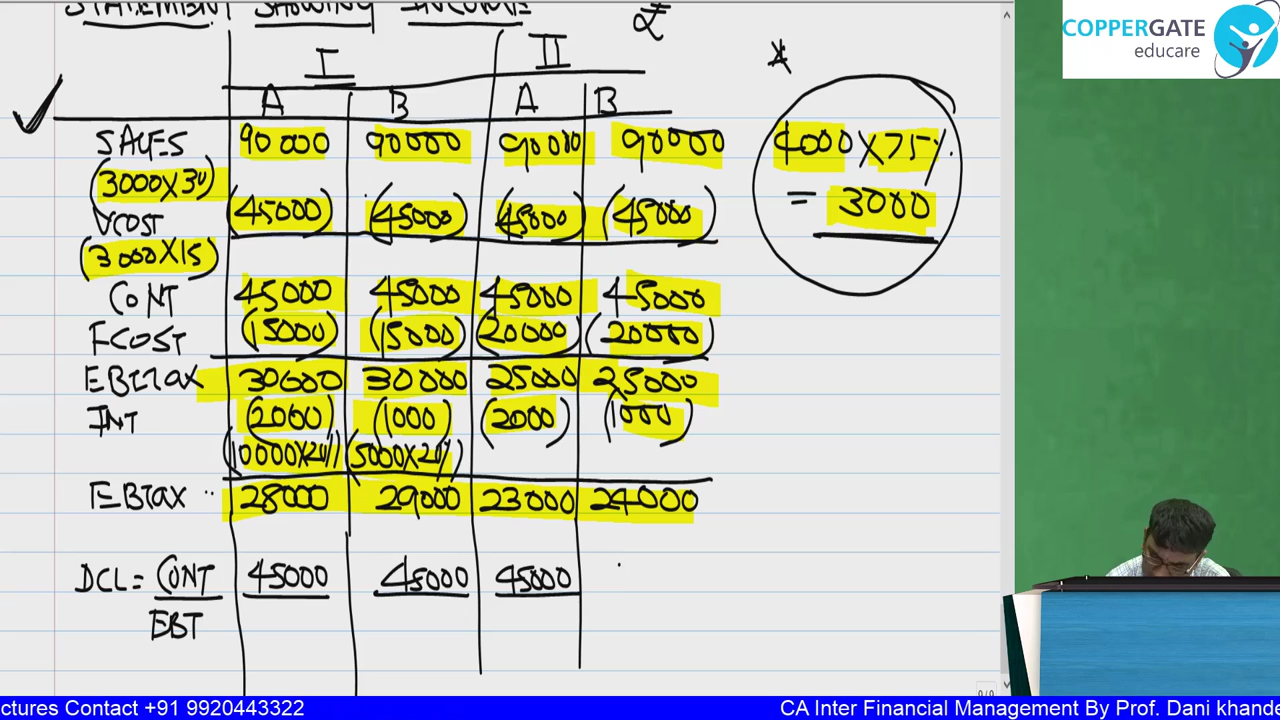 STATEMENT SHOWING INCOME ₹
COPPERGATE
educare
I II
A B A B
SALES 90000 90000 90000 90000
(3000X30)
VCOST (45000) (45000) (45000) (45000)
(3000X15)
CONT 45000 45000 45000 45000
FCOST (15000) (15000) (20000) (20000)
EBITAX 30000 30000 25000 25000
INT (2000) (1000) (2000) (1000)
(10000X20%) (5000X20%)
EBTAX 28000 29000 23000 24000
DCL = CONT 45000 45000 45000
EBT
4000 X 75%
= 3000
ctures Contact +91 9920443322 CA Inter Financial Management By Prof. Dani khande